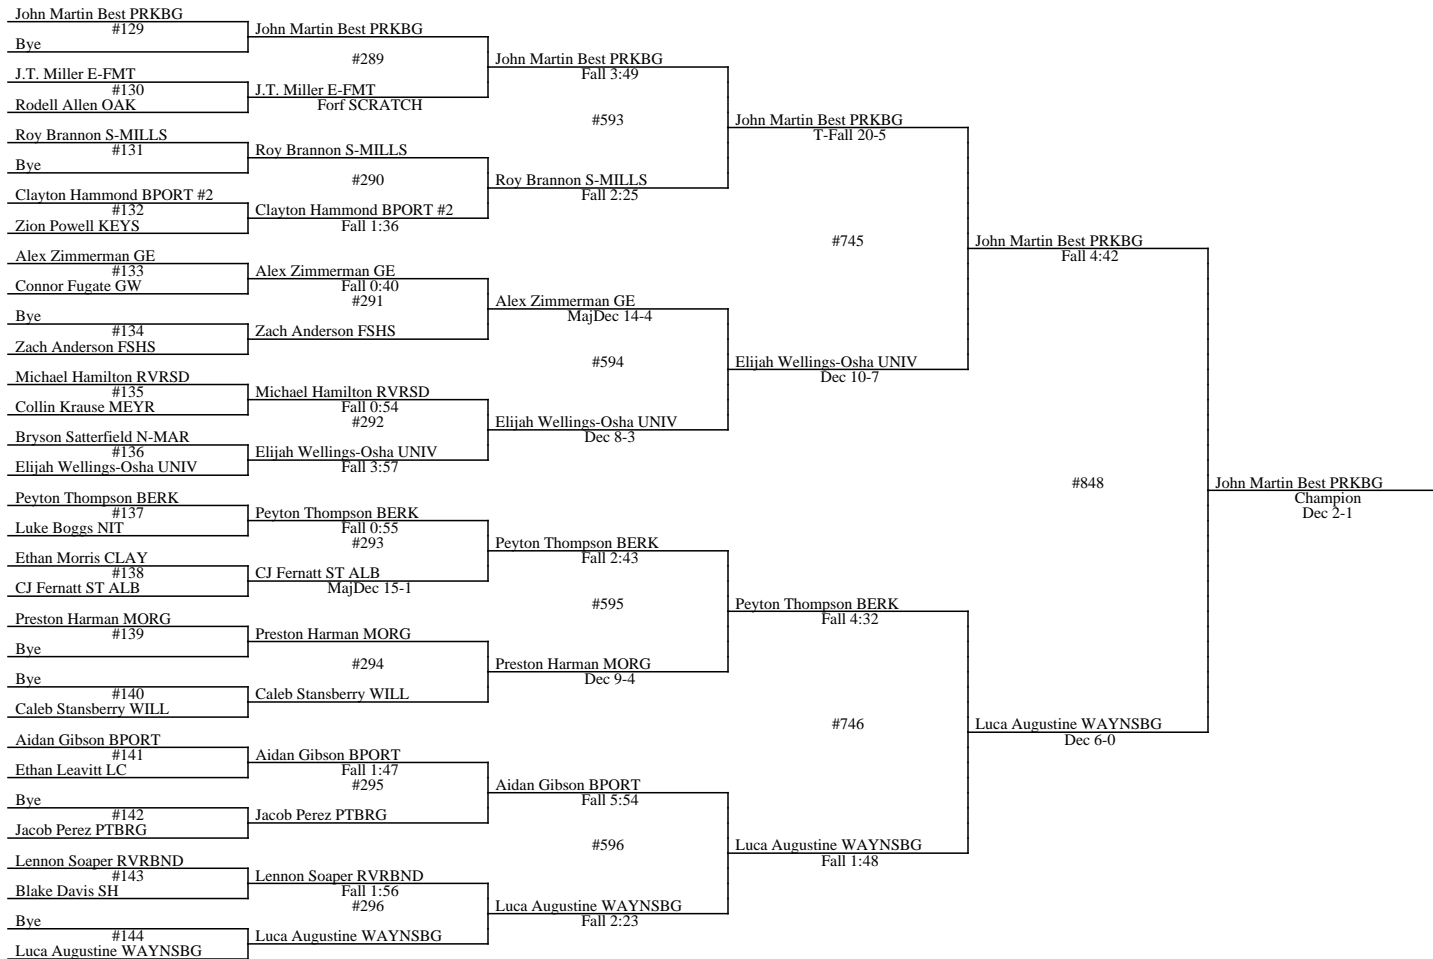 John Martin Best PRKBG
#129
Bye
J.T. Miller E-FMT
#130
Rodell Allen OAK
Roy Brannon S-MILLS
#131
Bye
Clayton Hammond BPORT #2
#132
Zion Powell KEYS
Alex Zimmerman GE
#133
Connor Fugate GW
Bye
#134
Zach Anderson FSHS
Michael Hamilton RVRSD
#135
Collin Krause MEYR
Bryson Satterfield N-MAR
#136
Elijah Wellings-Osha UNIV
Peyton Thompson BERK
#137
Luke Boggs NIT
Ethan Morris CLAY
#138
CJ Fernatt ST ALB
Preston Harman MORG
#139
Bye
Bye
#140
Caleb Stansberry WILL
Aidan Gibson BPORT
#141
Ethan Leavitt LC
Bye
#142
Jacob Perez PTBRG
Lennon Soaper RVRBND
#143
Blake Davis SH
Bye
#144
Luca Augustine WAYNSBG
John Martin Best PRKBG
#289
J.T. Miller E-FMT
Forf SCRATCH
Roy Brannon S-MILLS
#290
Clayton Hammond BPORT #2
Fall 1:36
Alex Zimmerman GE
Fall 0:40
#291
Zach Anderson FSHS
Michael Hamilton RVRSD
Fall 0:54
#292
Elijah Wellings-Osha UNIV
Fall 3:57
Peyton Thompson BERK
Fall 0:55
#293
CJ Fernatt ST ALB
MajDec 15-1
Preston Harman MORG
#294
Caleb Stansberry WILL
Aidan Gibson BPORT
Fall 1:47
#295
Jacob Perez PTBRG
Lennon Soaper RVRBND
Fall 1:56
#296
Luca Augustine WAYNSBG
John Martin Best PRKBG
Fall 3:49
#593
Roy Brannon S-MILLS
Fall 2:25
Alex Zimmerman GE
MajDec 14-4
#594
Elijah Wellings-Osha UNIV
Dec 8-3
Peyton Thompson BERK
Fall 2:43
#595
Preston Harman MORG
Dec 9-4
Aidan Gibson BPORT
Fall 5:54
#596
Luca Augustine WAYNSBG
Fall 2:23
John Martin Best PRKBG
T-Fall 20-5
#745
Elijah Wellings-Osha UNIV
Dec 10-7
Peyton Thompson BERK
Fall 4:32
#746
Luca Augustine WAYNSBG
Fall 1:48
John Martin Best PRKBG
Fall 4:42
#848
Luca Augustine WAYNSBG
Dec 6-0
John Martin Best PRKBG
Champion
Dec 2-1